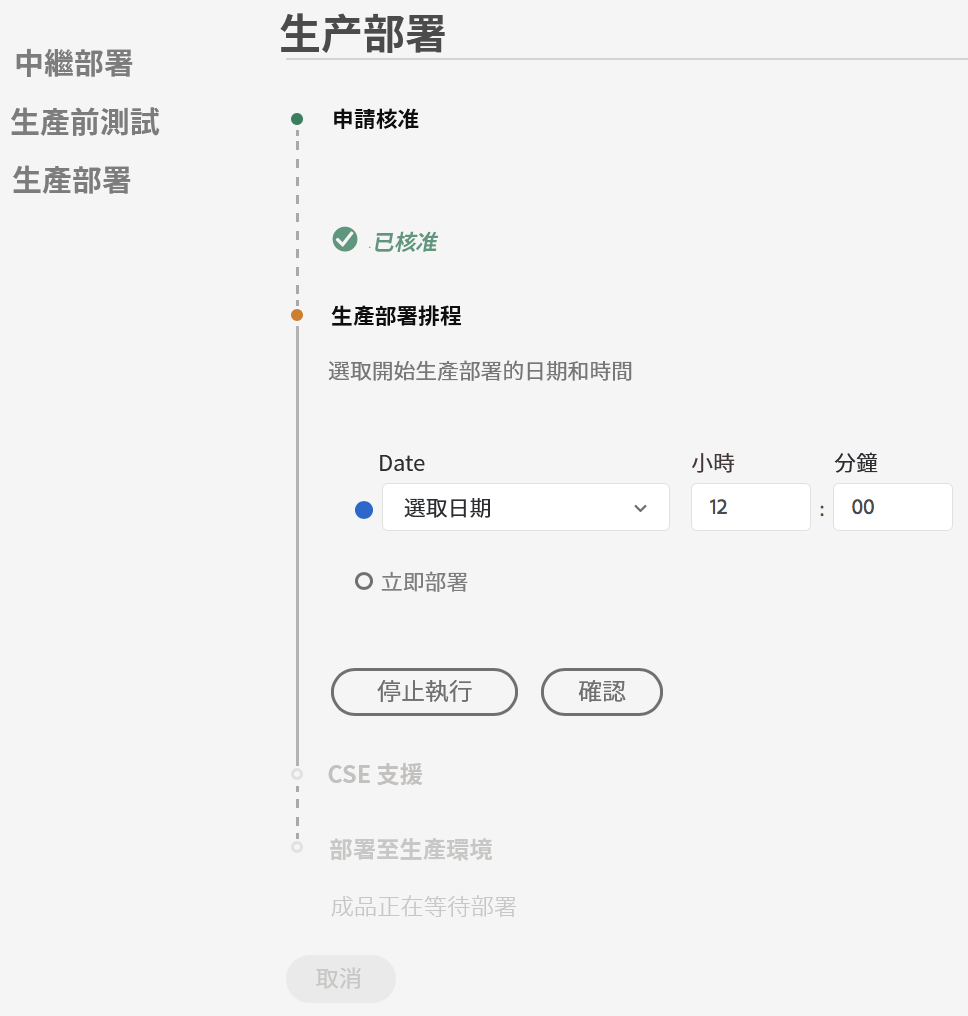 生产部署
中繼部署
生產前測試
生產部署
申請核准
已核准
生產部署排程
選取開始生產部署的日期和時間
Date 小時 分鐘
選取日期 12 : 00
立即部署
停止執行 確認
CSE 支援
部署至生產環境
成品正在等待部署
取消